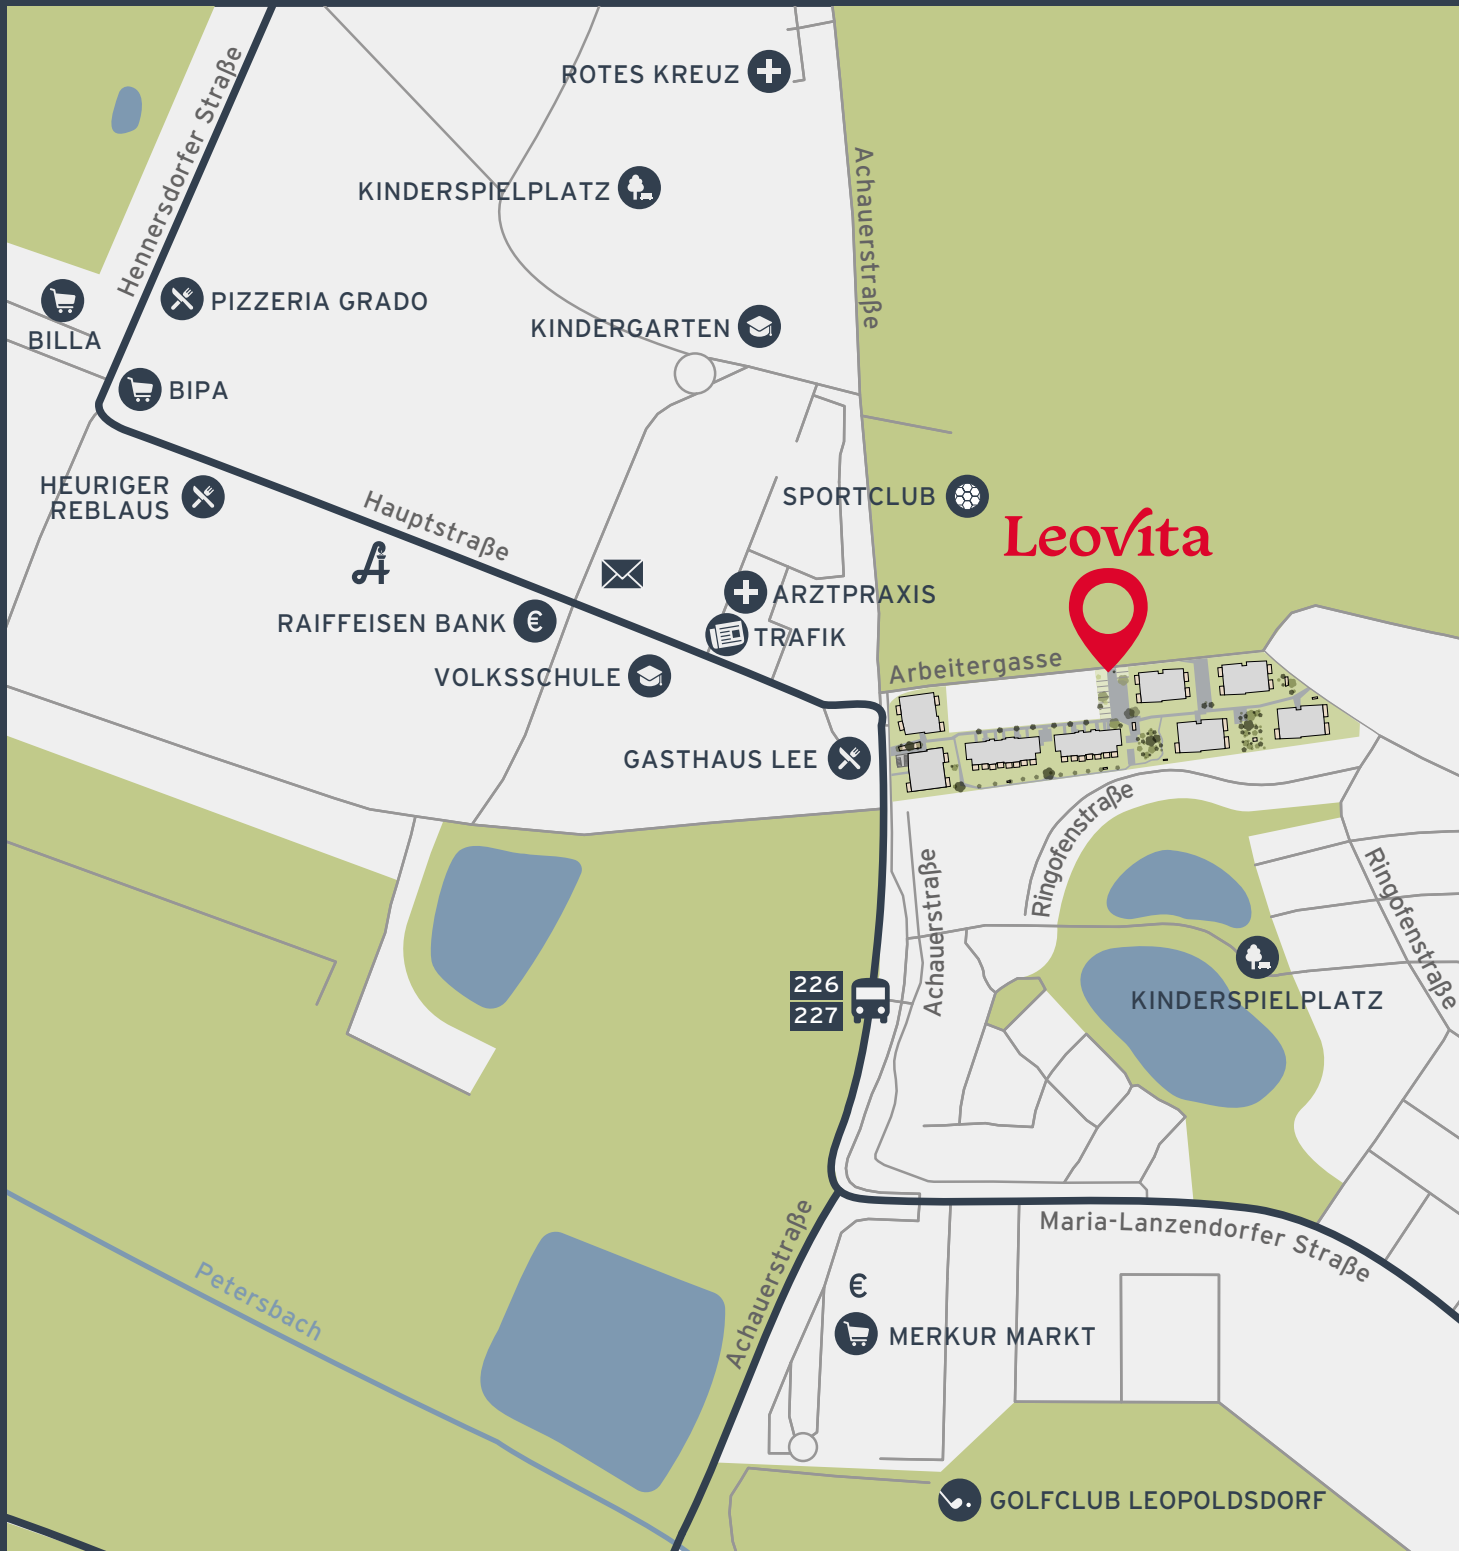 Hennersdorfer Straße
ROTES KREUZ
Achauerstraße
KINDERSPIELPLATZ
PIZZERIA GRADO
BILLA
KINDERGARTEN
BIPA
HEURIGER
REBLAUS
Hauptstraße
SPORTCLUB
Leovita
ARZTPRAXIS
RAIFFEISEN BANK
€
TRAFIK
VOLKSSCHULE
Arbeitergasse
GASTHAUS LEE
Ringofenstraße
Achauerstraße
Ringofenstraße
226
227
KINDERSPIELPLATZ
Maria-Lanzendorfer Straße
Achauerstraße
Petersbach
€
MERKUR MARKT
GOLFCLUB LEOPOLDSDORF